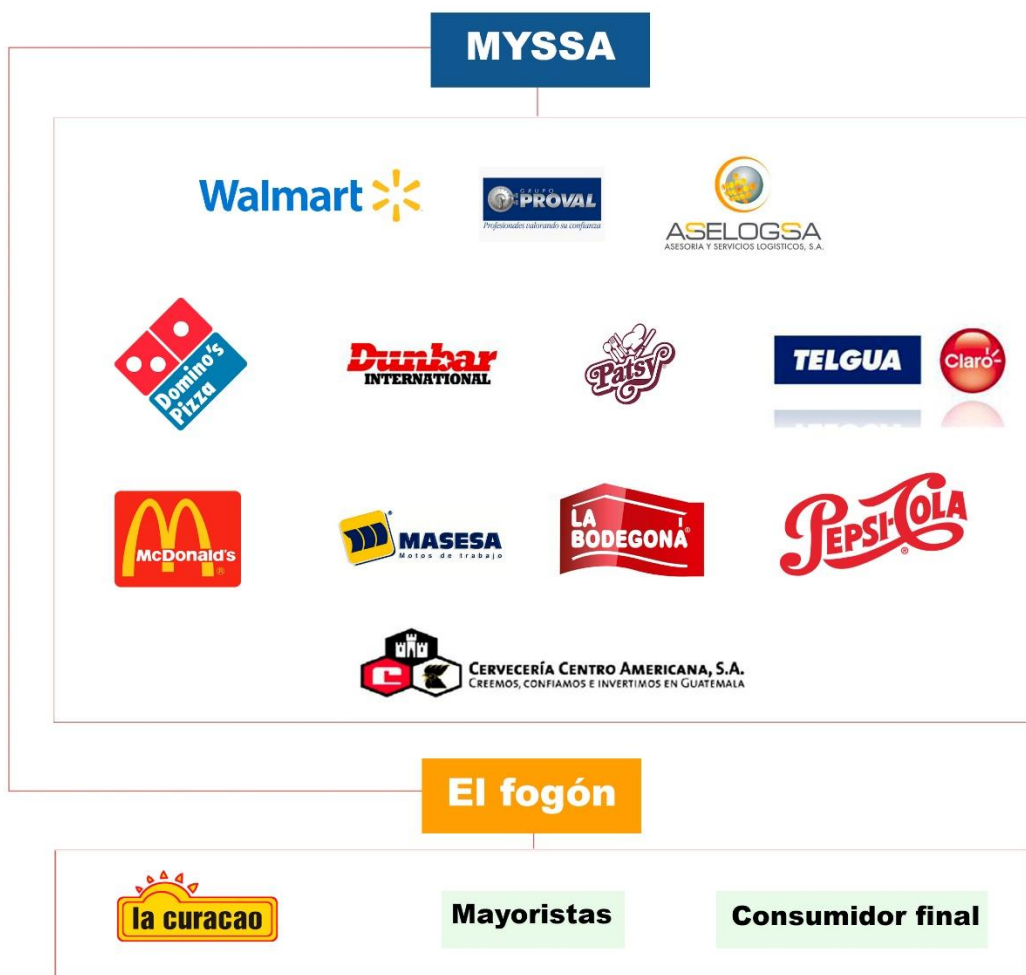 MYSSA
Walmart
GRUPO
PROVAL
Profesionales valorando su confianza
ASELOGSA
ASESORÍA Y SERVICIOS LOGÍSTICOS, S.A.
Domino's
Pizza
Dunbar
INTERNATIONAL
Patsy
TELGUA
Claro
McDonald's
®
MASESA
Motos de trabajo
LA
BODEGONA
PEPSI-COLA
®
CERVECERÍA CENTRO AMERICANA, S.A.
CREEMOS, CONFIAMOS E INVERTIMOS EN GUATEMALA
El fogón
la curacao
Mayoristas
Consumidor final